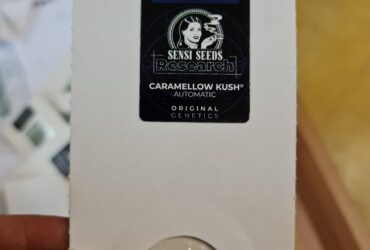 SENSI SEEDS
Research
CARAMELLOW KUSH®
AUTOMATIC
ORIGINAL
GENETICS